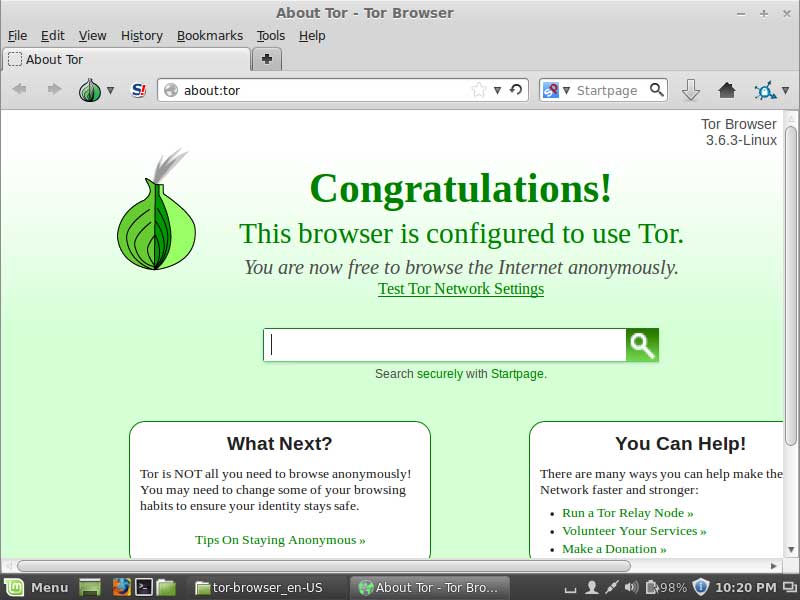 About Tor - Tor Browser
File Edit View History Bookmarks Tools Help
About Tor
S! about:tor Startpage
Tor Browser
3.6.3-Linux
Congratulations!
This browser is configured to use Tor.
You are now free to browse the Internet anonymously.
Test Tor Network Settings
Search securely with Startpage.
What Next?
Tor is NOT all you need to browse anonymously!
You may need to change some of your browsing
habits to ensure your identity stays safe.
Tips On Staying Anonymous »
You Can Help!
There are many ways you can help make the
Network faster and stronger:
Run a Tor Relay Node »
Volunteer Your Services »
Make a Donation »
Menu tor-browser_en-US About Tor - Tor Bro... 98% 10:20 PM